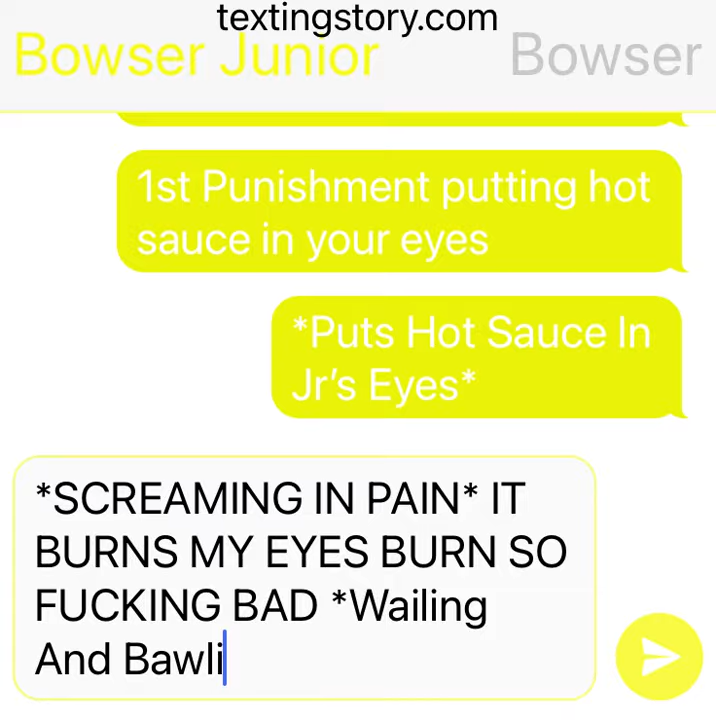 textingstory.com
Bowser Junior
Bowser
1st Punishment putting hot
sauce in your eyes
*Puts Hot Sauce In
Jr’s Eyes*
*SCREAMING IN PAIN* IT
BURNS MY EYES BURN SO
FUCKING BAD *Wailing
And Bawli